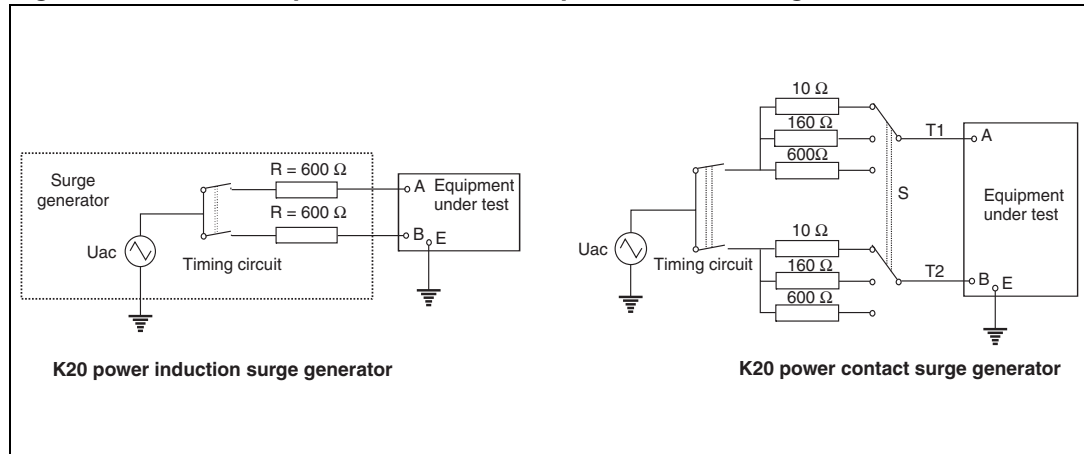 Surge
generator
Uac
Timing circuit
R = 600 Ω
R = 600 Ω
A
B
E
Equipment
under test
K20 power induction surge generator
Uac
Timing circuit
10 Ω
160 Ω
600Ω
10 Ω
160 Ω
600 Ω
S
T1
T2
A
B
E
Equipment
under test
K20 power contact surge generator